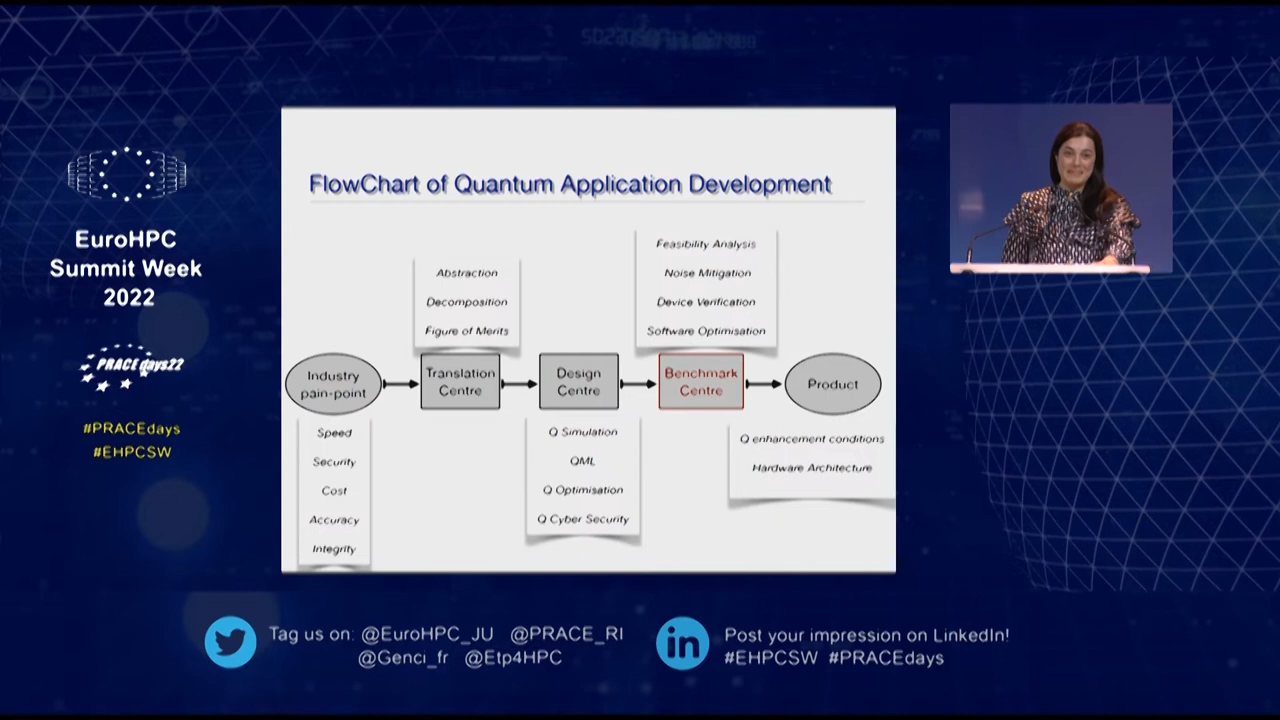 EuroHPC
Summit Week
2022
PRACEdays22
#PRACEdays
#EHPCSW
FlowChart of Quantum Application Development
Abstraction
Decomposition
Figure of Merits
Feasibility Analysis
Noise Mitigation
Device Verification
Software Optimisation
Industry
pain-point
Translation
Centre
Design
Centre
Benchmark
Centre
Product
Speed
Security
Cost
Accuracy
Integrity
Q Simulation
QML
Q Optimisation
Q Cyber Security
Q enhancement conditions
Hardware Architecture
Tag us on: @EuroHPC_JU @PRACE_RI
@Genci_fr @Etp4HPC
in
Post your impression on LinkedIn!
#EHPCSW #PRACEdays